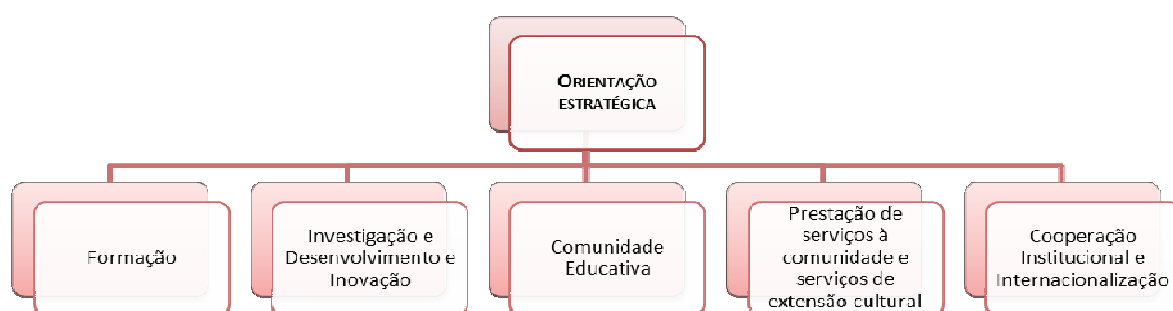 ORIENTAÇÃO
ESTRATÉGICA
Formação
Investigação e
Desenvolvimento e
Inovação
Comunidade
Educativa
Prestação de
serviços à
comunidade e
serviços de
extensão cultural
Cooperação
Institucional e
Internacionalização